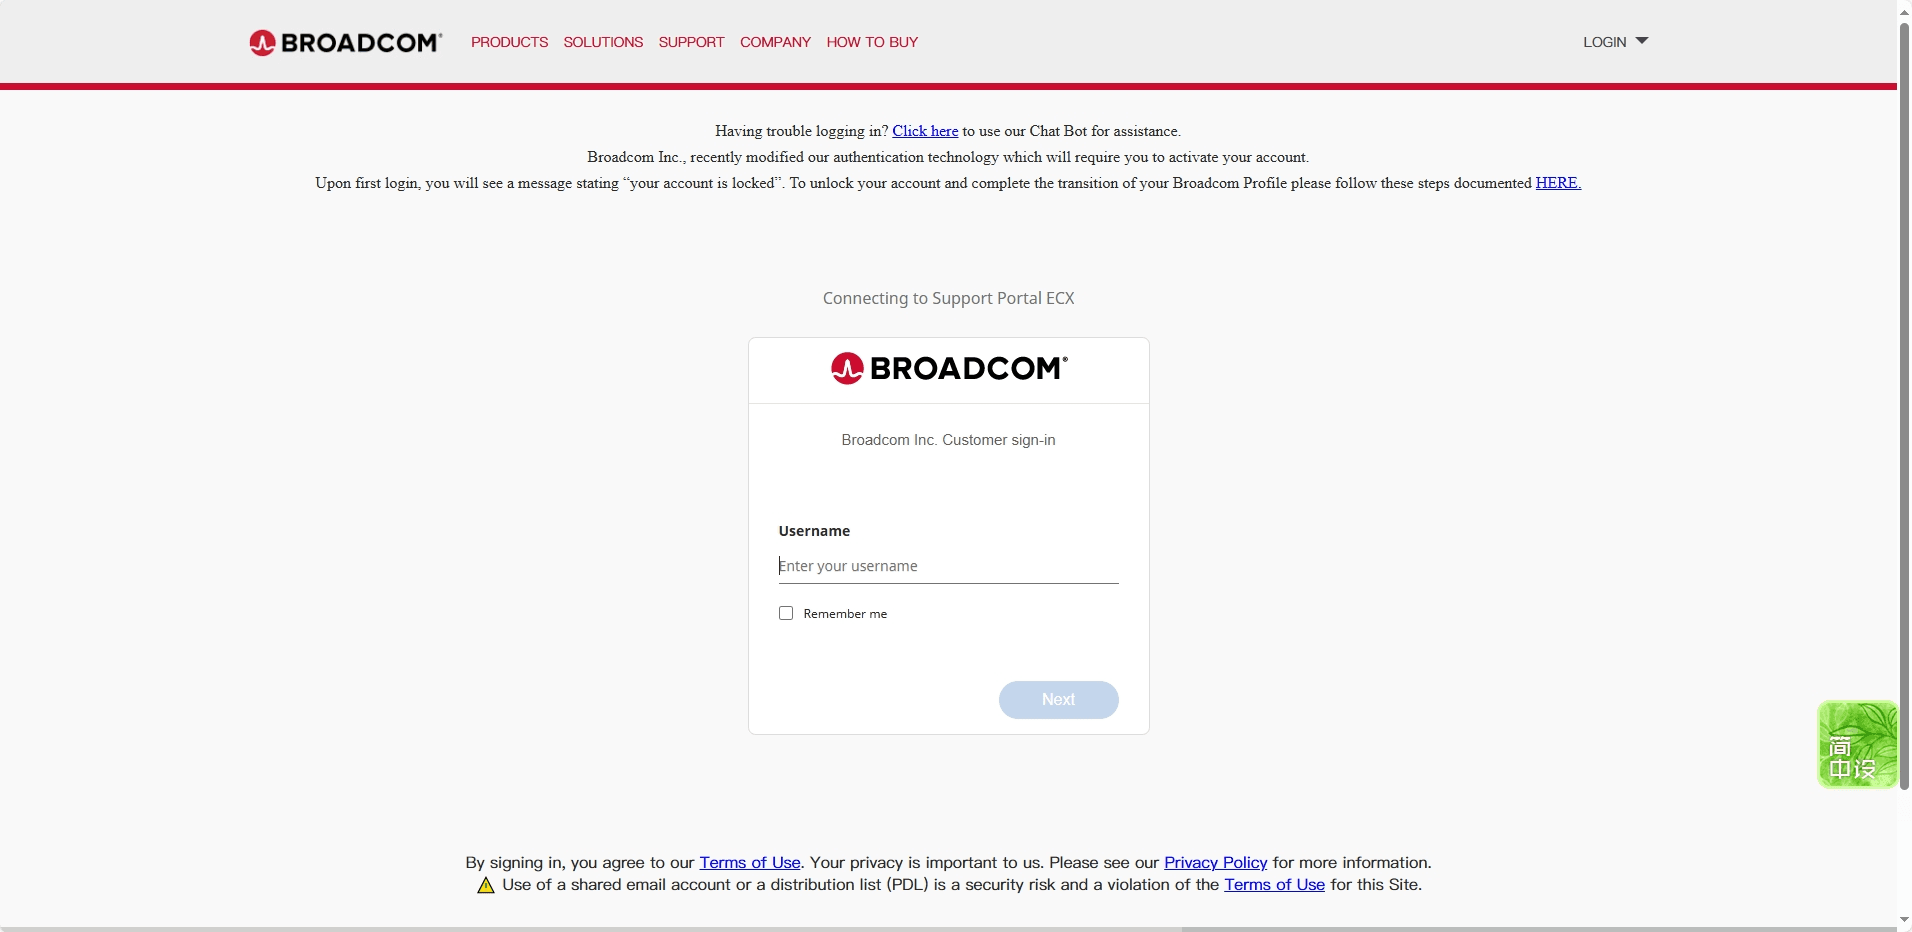 BROADCOM® PRODUCTS SOLUTIONS SUPPORT COMPANY HOW TO BUY LOGIN
Having trouble logging in? Click here to use our Chat Bot for assistance.
Broadcom Inc., recently modified our authentication technology which will require you to activate your account.
Upon first login, you will see a message stating “your account is locked”. To unlock your account and complete the transition of your Broadcom Profile please follow these steps documented HERE.
Connecting to Support Portal ECX
BROADCOM®
Broadcom Inc. Customer sign-in
Username
Enter your username
Remember me
Next
简
中设
By signing in, you agree to our Terms of Use. Your privacy is important to us. Please see our Privacy Policy for more information.
Use of a shared email account or a distribution list (PDL) is a security risk and a violation of the Terms of Use for this Site.